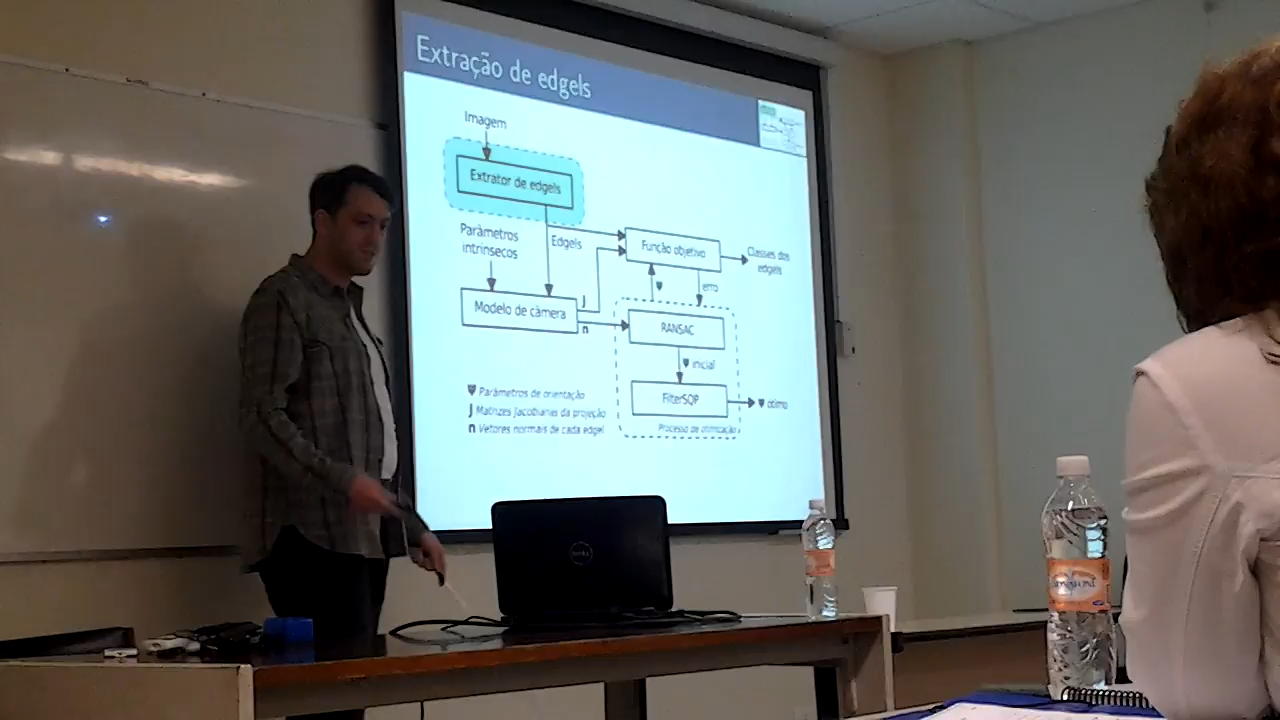 Extração de edgels
Imagem
Extrator de edgels
Parâmetros
intrínsecos
Edgels
Função objetivo
Classes dos
edgels
Ψ
erro
Modelo de câmera
J
n
RANSAC
Ψ inicial
FilterSQP
Ψ ótimo
Processo de otimização
Ψ Parâmetros de orientação
J Matrizes Jacobianas da projeção
n Vetores normais de cada edgel